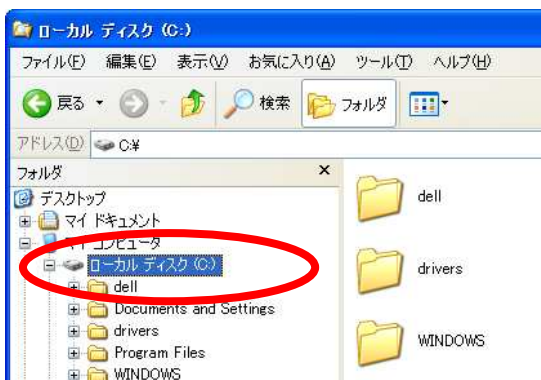 ローカル ディスク (C:)
ファイル(F) 編集(E) 表示(V) お気に入り(A) ツール(T) ヘルプ(H)
戻る 検索 フォルダ
アドレス(D) C:¥
フォルダ ×
デスクトップ
マイ ドキュメント
マイ コンピュータ
ローカル ディスク (C:)
dell
Documents and Settings
drivers
Program Files
WINDOWS
dell
drivers
WINDOWS